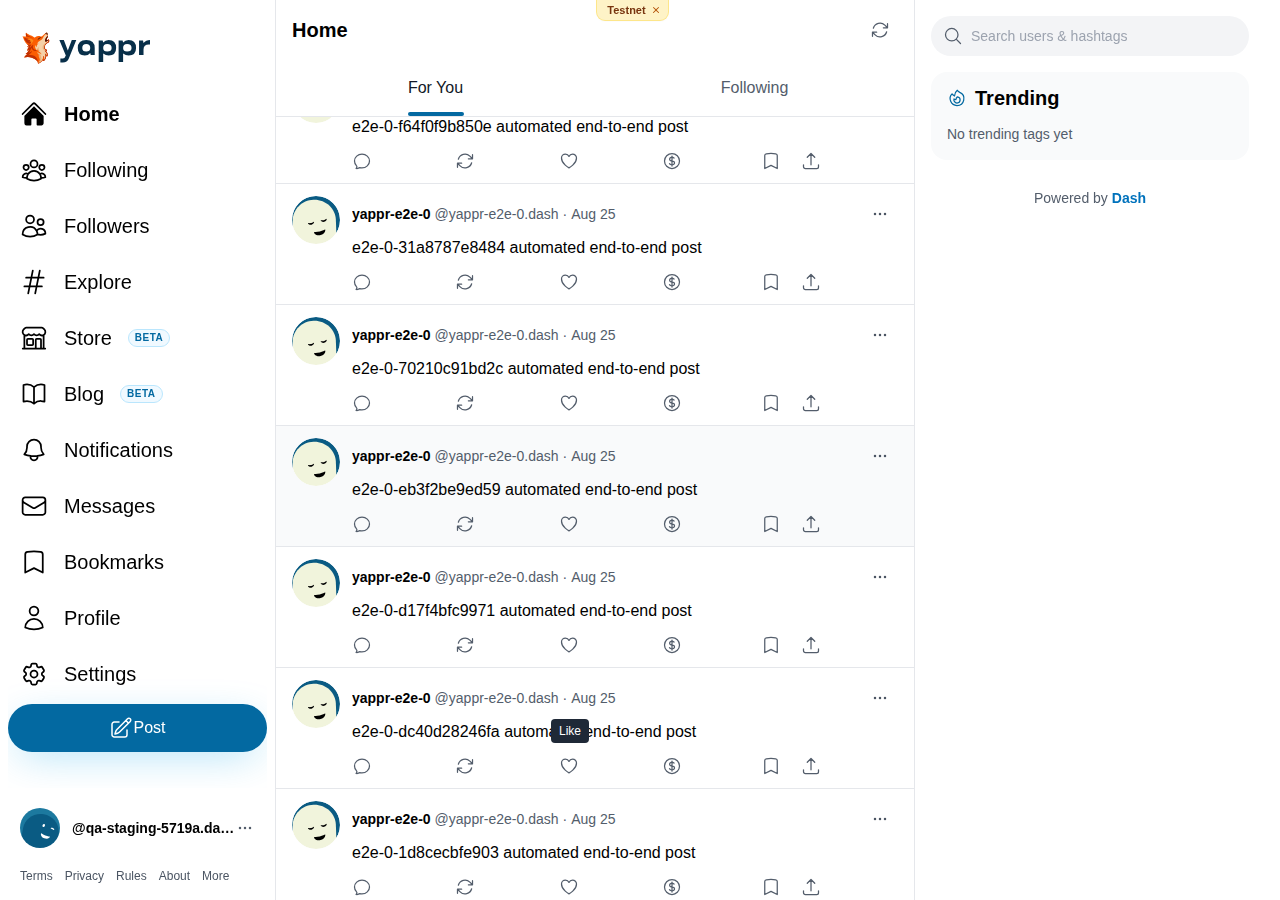 yappr
Home
Following
Followers
Explore
Store BETA
Blog BETA
Notifications
Messages
Bookmarks
Profile
Settings
Post
@qa-staging-5719a.da...
Terms Privacy Rules About More
Testnet ×
Home
For You Following
e2e-0-f64f0f9b850e automated end-to-end post
yappr-e2e-0 @yappr-e2e-0.dash · Aug 25
e2e-0-31a8787e8484 automated end-to-end post
yappr-e2e-0 @yappr-e2e-0.dash · Aug 25
e2e-0-70210c91bd2c automated end-to-end post
yappr-e2e-0 @yappr-e2e-0.dash · Aug 25
e2e-0-eb3f2be9ed59 automated end-to-end post
yappr-e2e-0 @yappr-e2e-0.dash · Aug 25
e2e-0-d17f4bfc9971 automated end-to-end post
yappr-e2e-0 @yappr-e2e-0.dash · Aug 25
e2e-0-dc40d28246fa automa end-to-end post
Like
yappr-e2e-0 @yappr-e2e-0.dash · Aug 25
e2e-0-1d8cecbfe903 automated end-to-end post
Search users & hashtags
Trending
No trending tags yet
Powered by Dash